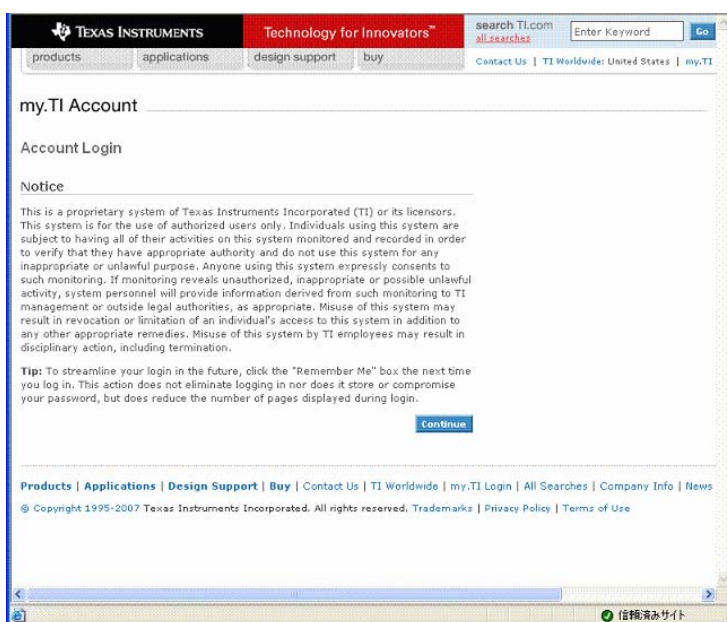 TEXAS INSTRUMENTS
Technology for Innovators™
search TI.com
all searches
Enter Keyword
Go
products applications design support buy
Contact Us | TI Worldwide: United States | my.TI
my.TI Account
Account Login
Notice
This is a proprietary system of Texas Instruments Incorporated (TI) or its licensors.
This system is for the use of authorized users only. Individuals using this system are
subject to having all of their activities on this system monitored and recorded in order
to verify that they have appropriate authority and do not use this system for any
inappropriate or unlawful purpose. Anyone using this system expressly consents to
such monitoring. If monitoring reveals unauthorized, inappropriate or possible unlawful
activity, system personnel will provide information derived from such monitoring to TI
management or outside legal authorities, as appropriate. Misuse of this system may
result in revocation or limitation of an individual's access to this system in addition to
any other appropriate remedies. Misuse of this system by TI employees may result in
disciplinary action, including termination.
Tip: To streamline your login in the future, click the "Remember Me" box the next time
you log in. This action does not eliminate logging in nor does it store or compromise
your password, but does reduce the number of pages displayed during login.
Continue
Products | Applications | Design Support | Buy | Contact Us | TI Worldwide | my.TI Login | All Searches | Company Info | News
© Copyright 1995-2007 Texas Instruments Incorporated. All rights reserved. Trademarks | Privacy Policy | Terms of Use
信頼済みサイト